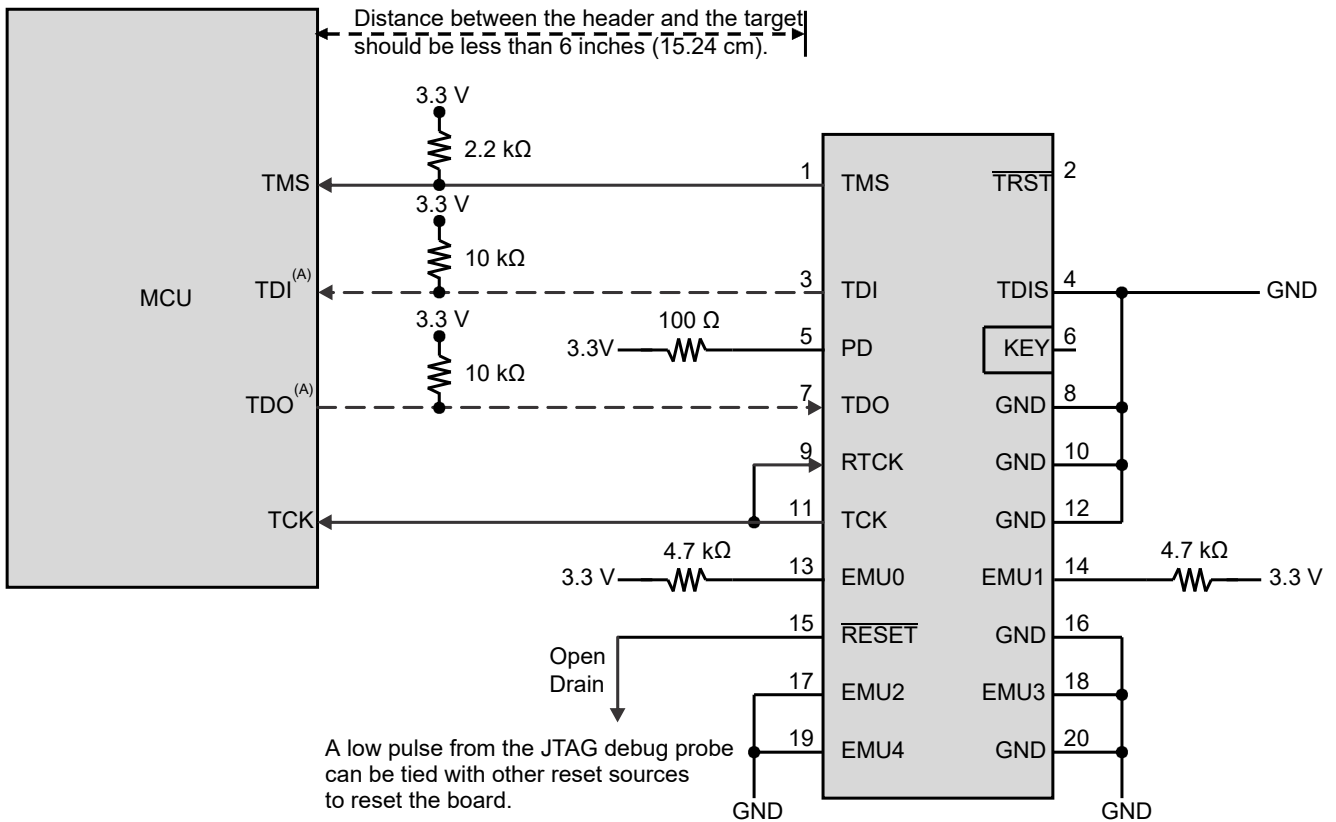 Distance between the header and the target
should be less than 6 inches (15.24 cm).
3.3 V
2.2 kΩ
TMS
1
TMS
TRST
2
3.3 V
10 kΩ
MCU
TDI(A)
3
TDI
TDIS
4
GND
3.3 V
100 Ω
3.3V
5
PD
KEY
6
10 kΩ
TDO(A)
7
TDO
GND
8
9
RTCK
GND
10
TCK
11
TCK
GND
12
4.7 kΩ
3.3 V
13
EMU0
EMU1
14
4.7 kΩ
3.3 V
15
RESET
GND
16
Open
Drain
17
EMU2
EMU3
18
A low pulse from the JTAG debug probe
can be tied with other reset sources
to reset the board.
19
EMU4
GND
20
GND
GND